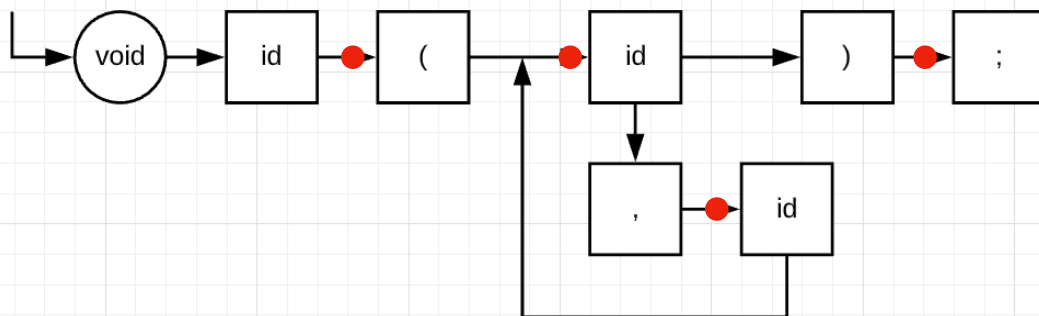 void id ( id ) ;
, id